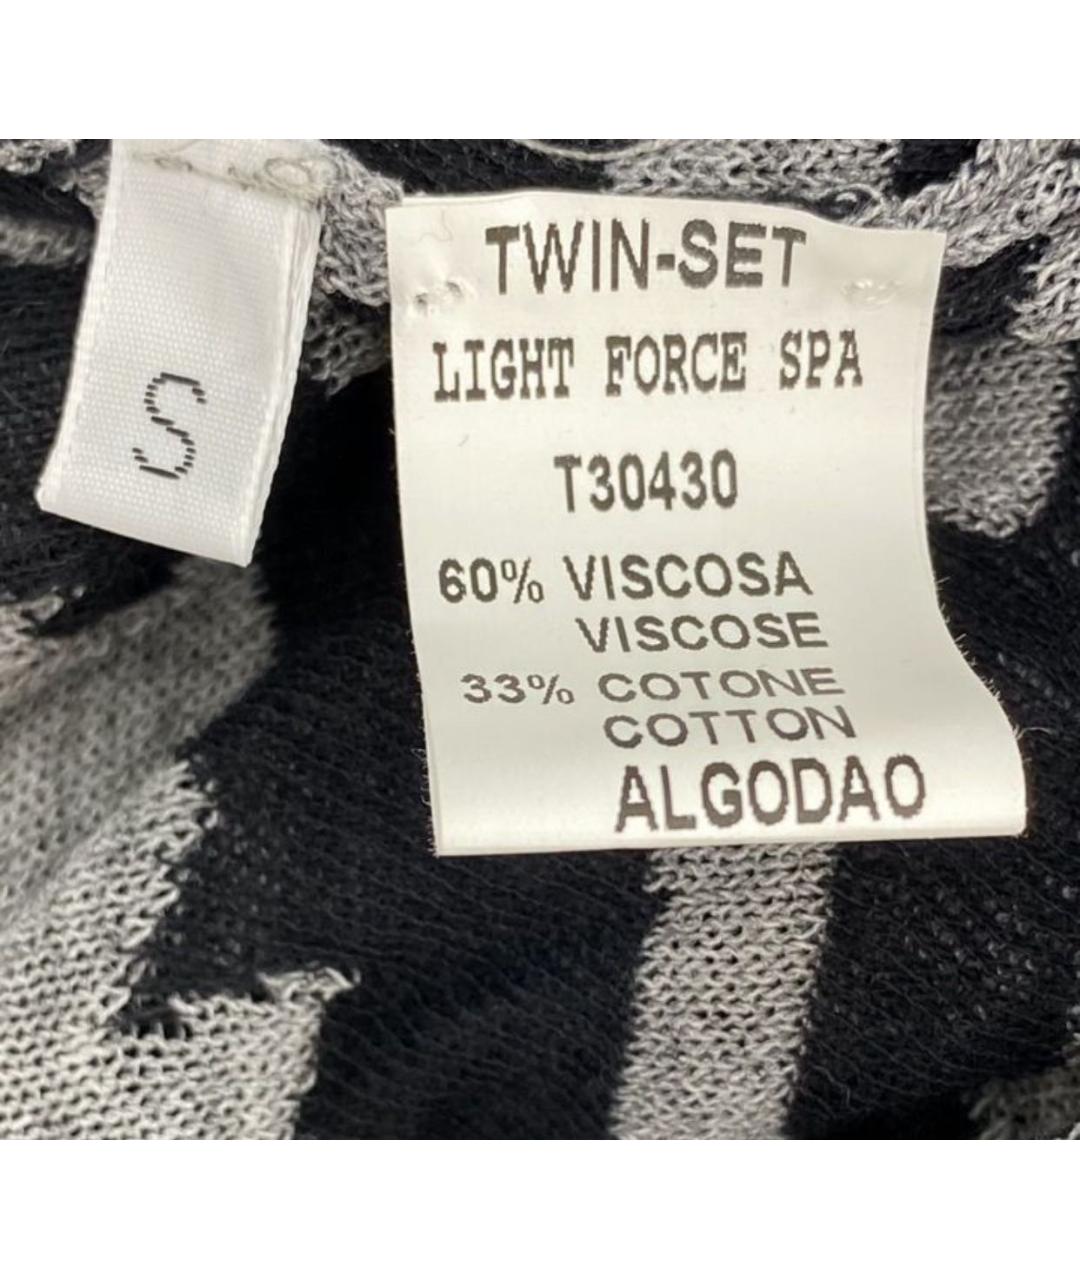 S
TWIN-SET
LIGHT FORCE SPA
T30430
60% VISCOSA
VISCOSE
33% COTONE
COTTON
ALGODAO